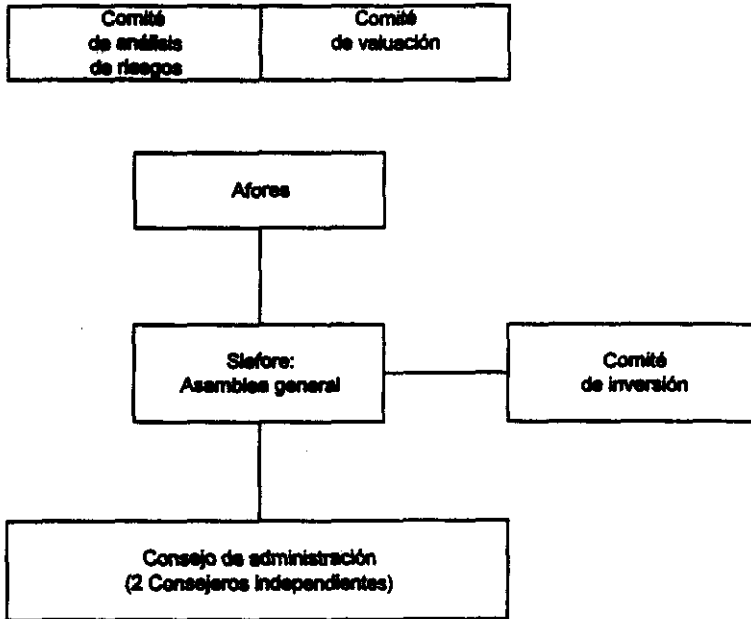 Comité
de análisis
de riesgos
Comité
de valuación
Afores
Siefore:
Asamblea general
Comité
de inversión
Consejo de administración
(2 Consejeros independientes)